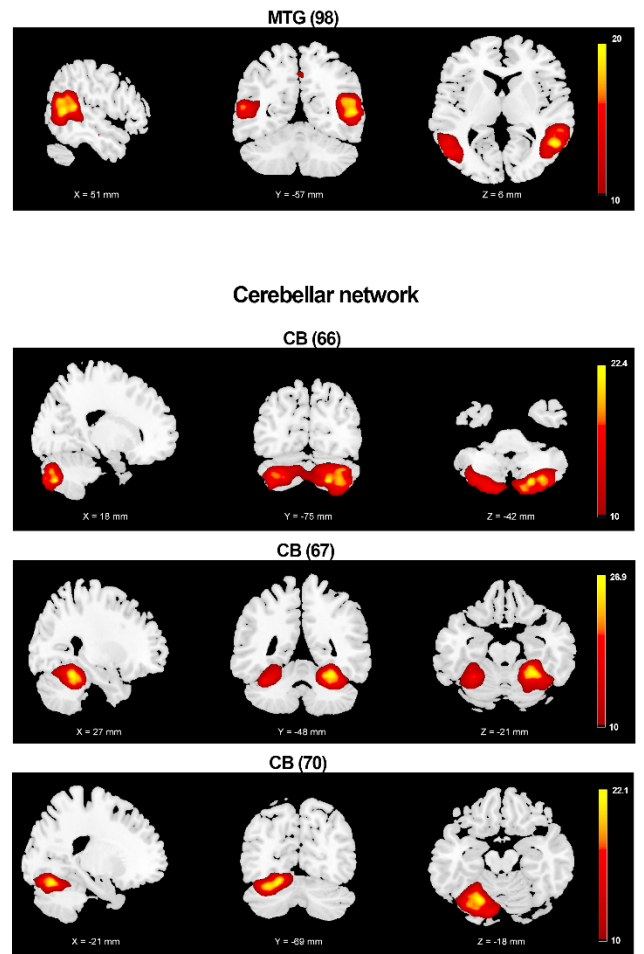 MTG (98)
20
10
X = 51 mm
Y = -57 mm
Z = 6 mm
Cerebellar network
CB (66)
22.4
10
X = 18 mm
Y = -75 mm
Z = -42 mm
CB (67)
26.9
10
X = 27 mm
Y = -48 mm
Z = -21 mm
CB (70)
22.1
10
X = -21 mm
Y = -69 mm
Z = -18 mm